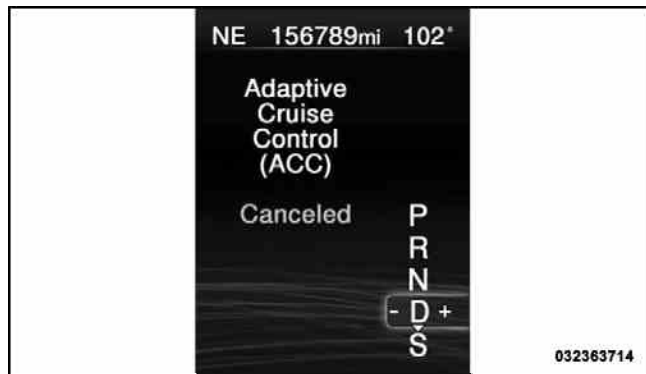 NE 156789mi 102°
Adaptive
Cruise
Control
(ACC)
Canceled
P
R
N
- D +
S
032363714